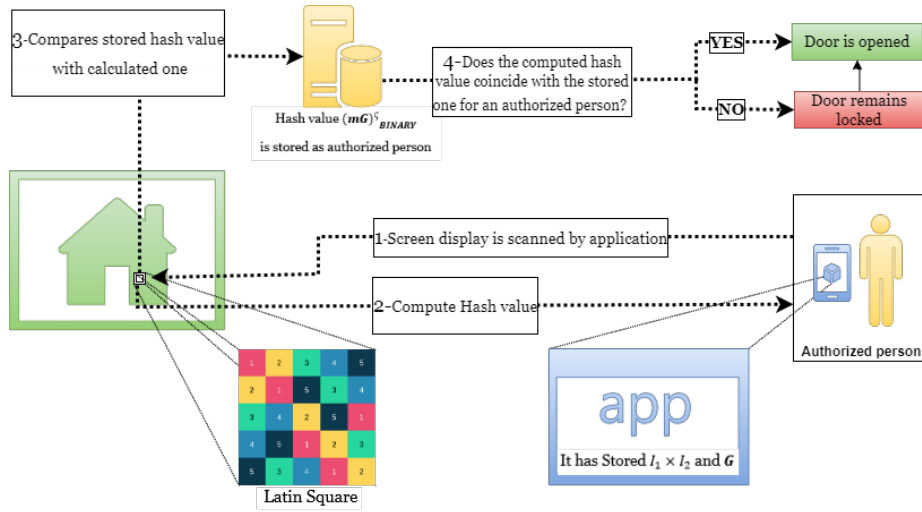 3-Compares stored hash value
with calculated one
4-Does the computed hash
value coincide with the stored
one for an authorized person?
YES
NO
Door is opened
Door remains
locked
Hash value (mG)^ς_BINARY
is stored as authorized person
1-Screen display is scanned by application
2-Compute Hash value
Authorized person
1 2 3 4 5
2 1 5 3 4
3 4 2 5 1
4 5 1 2 3
5 3 4 1 2
Latin Square
app
It has Stored I₁ × I₂ and G